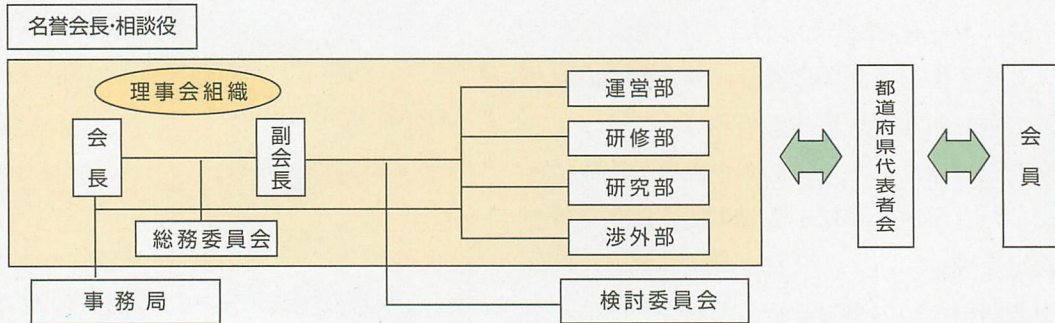 名誉会長・相談役
理事会組織
会長
副会長
総務委員会
運営部
研修部
研究部
渉外部
事務局
検討委員会
都道府県代表者会
会員